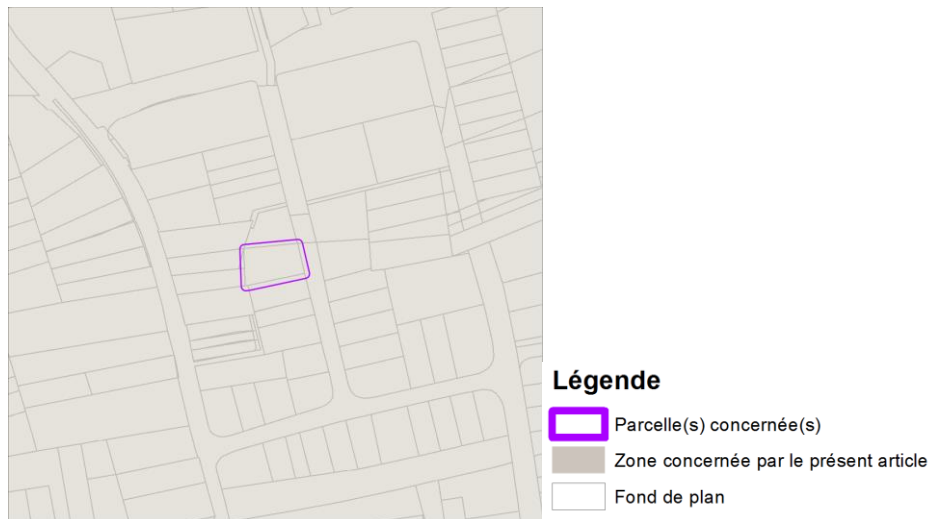 Légende
Parcelle(s) concernée(s)
Zone concernée par le présent article
Fond de plan